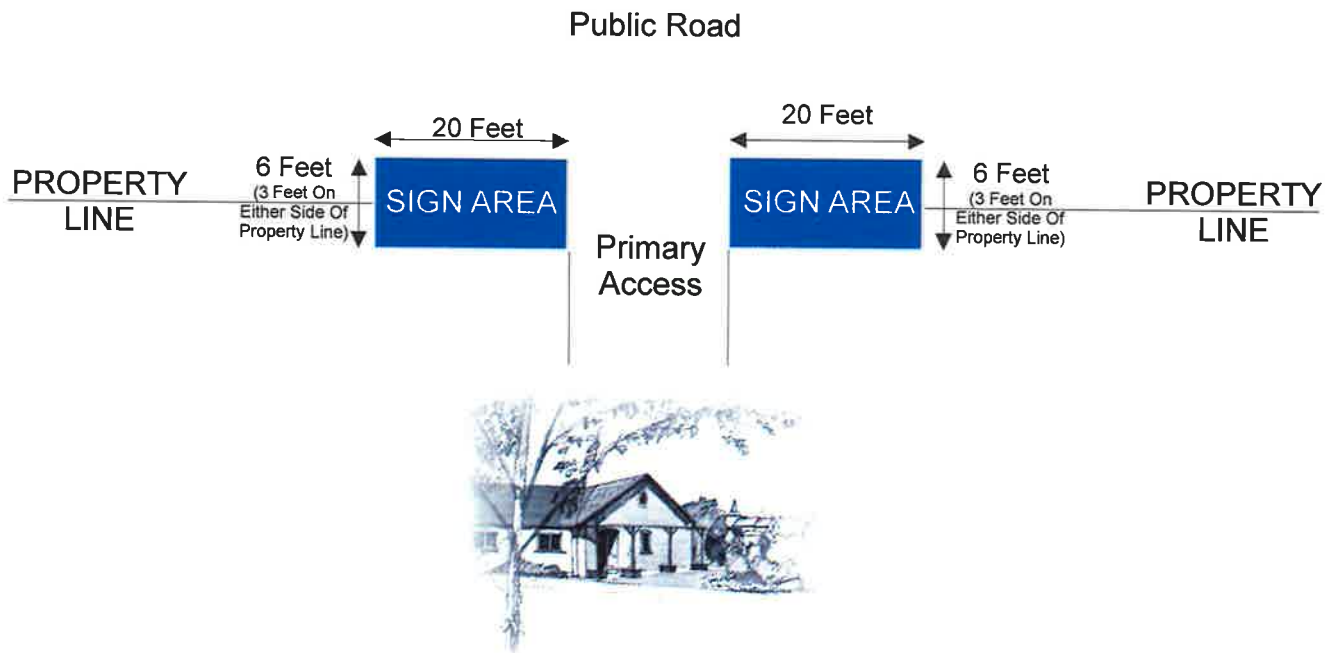 Public Road
20 Feet
20 Feet
6 Feet
(3 Feet On
Either Side Of
Property Line)
PROPERTY
LINE
SIGN AREA
SIGN AREA
6 Feet
(3 Feet On
Either Side Of
Property Line)
PROPERTY
LINE
Primary
Access